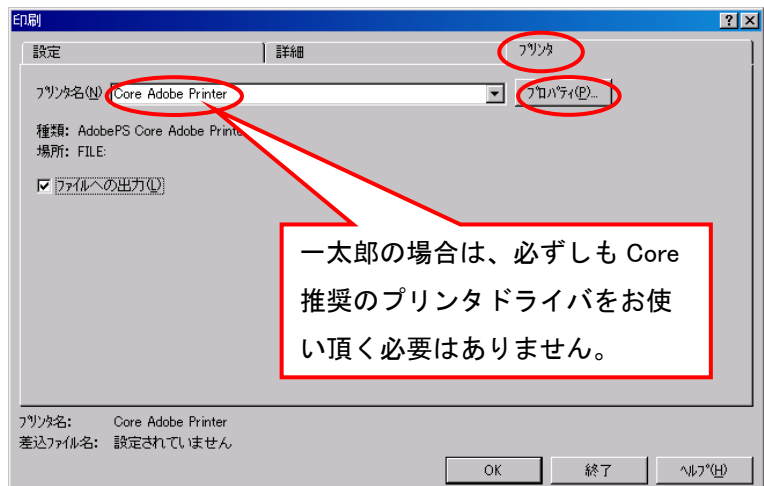 印刷
設定 詳細 プリンタ
プリンタ名(N) Core Adobe Printer プロパティ(P)...
種類: AdobePS Core Adobe Printe
場所: FILE:
ファイルへの出力(L)
一太郎の場合は、必ずしも Core
推奨のプリンタドライバをお使
い頂く必要はありません。
プリンタ名: Core Adobe Printer
差込ファイル名: 設定されていません
OK 終了 ヘルプ(H)